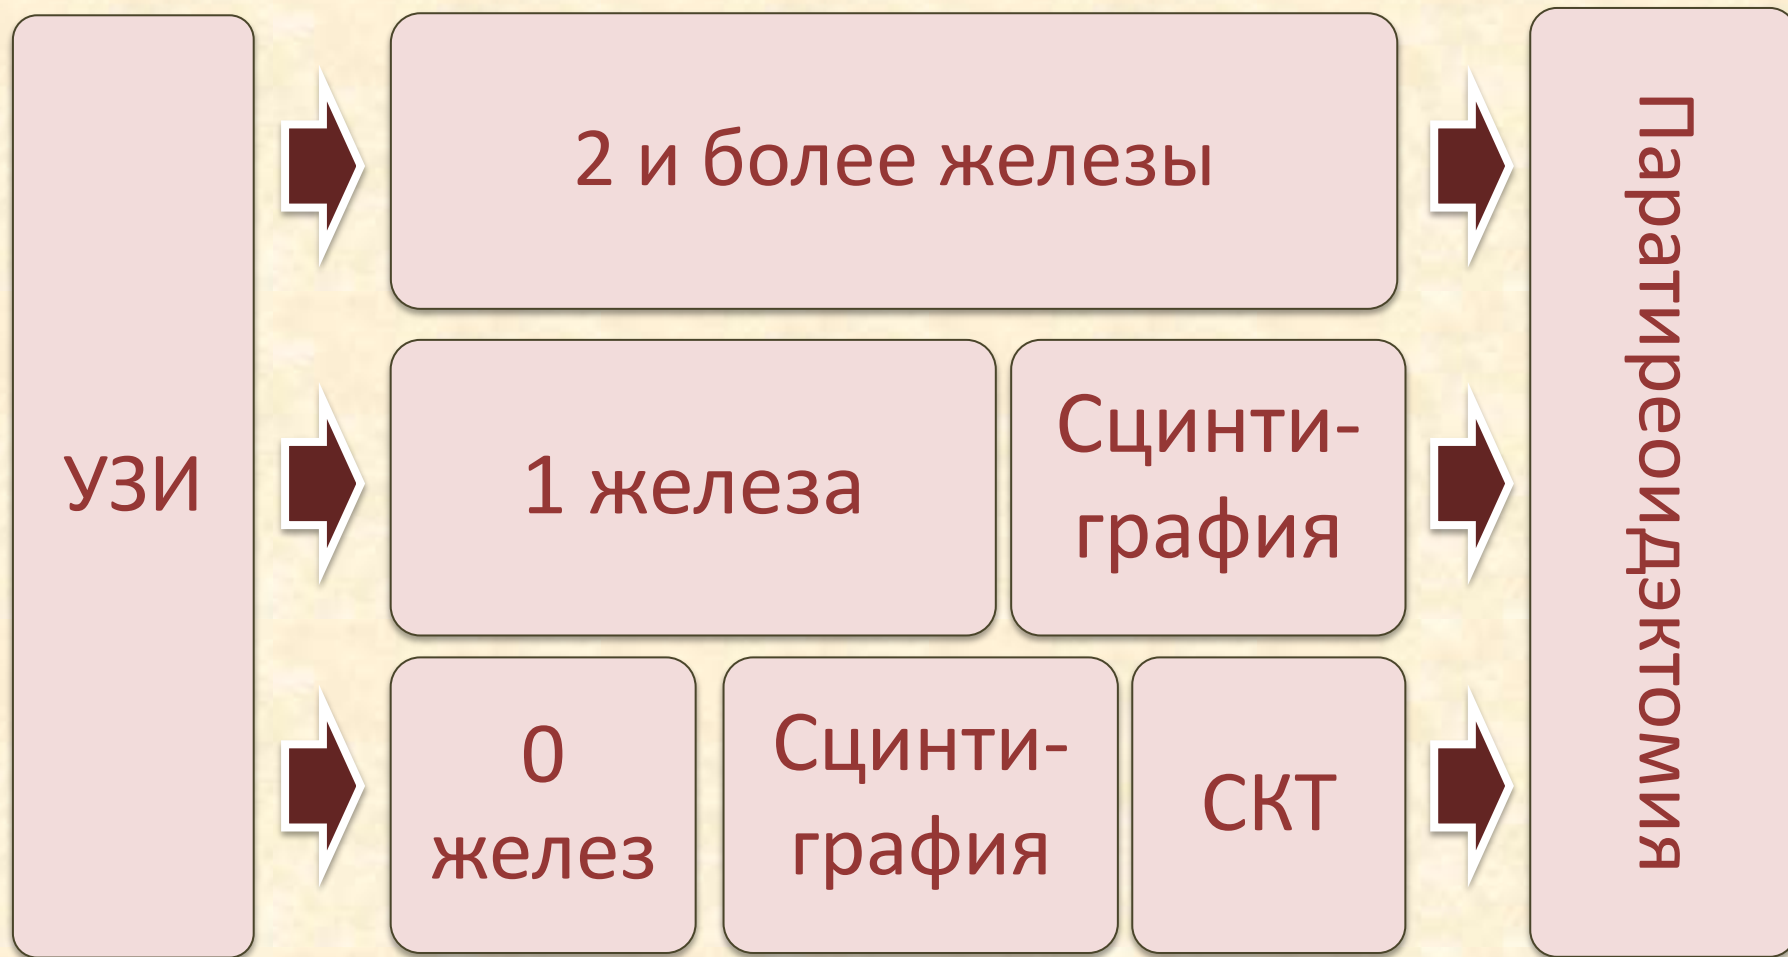 УЗИ
2 и более железы
1 железа
Сцинти-
графия
0
желез
Сцинти-
графия
СКТ
Паратиреоидэктомия